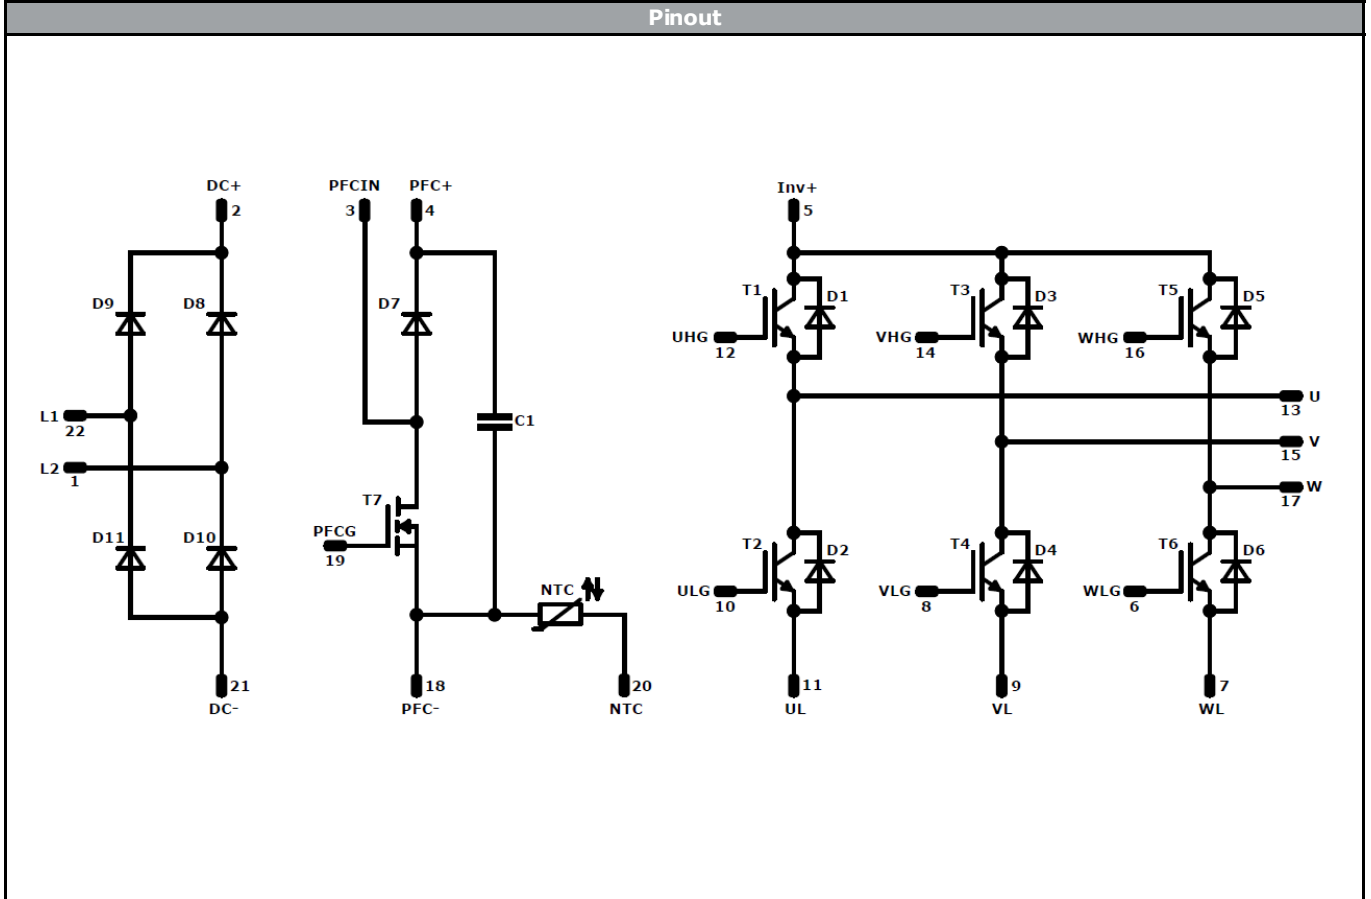 Pinout
DC+
2
PFCIN
3
PFC+
4
Inv+
5
D9
D8
D7
T1
D1
T3
D3
T5
D5
UHG
12
VHG
14
WHG
16
L1
22
L2
1
C1
U
13
V
15
W
17
T7
PFCG
19
D11
D10
T2
D2
T4
D4
T6
D6
ULG
10
VLG
8
WLG
6
NTC
21
DC-
18
PFC-
20
NTC
11
UL
9
VL
7
WL